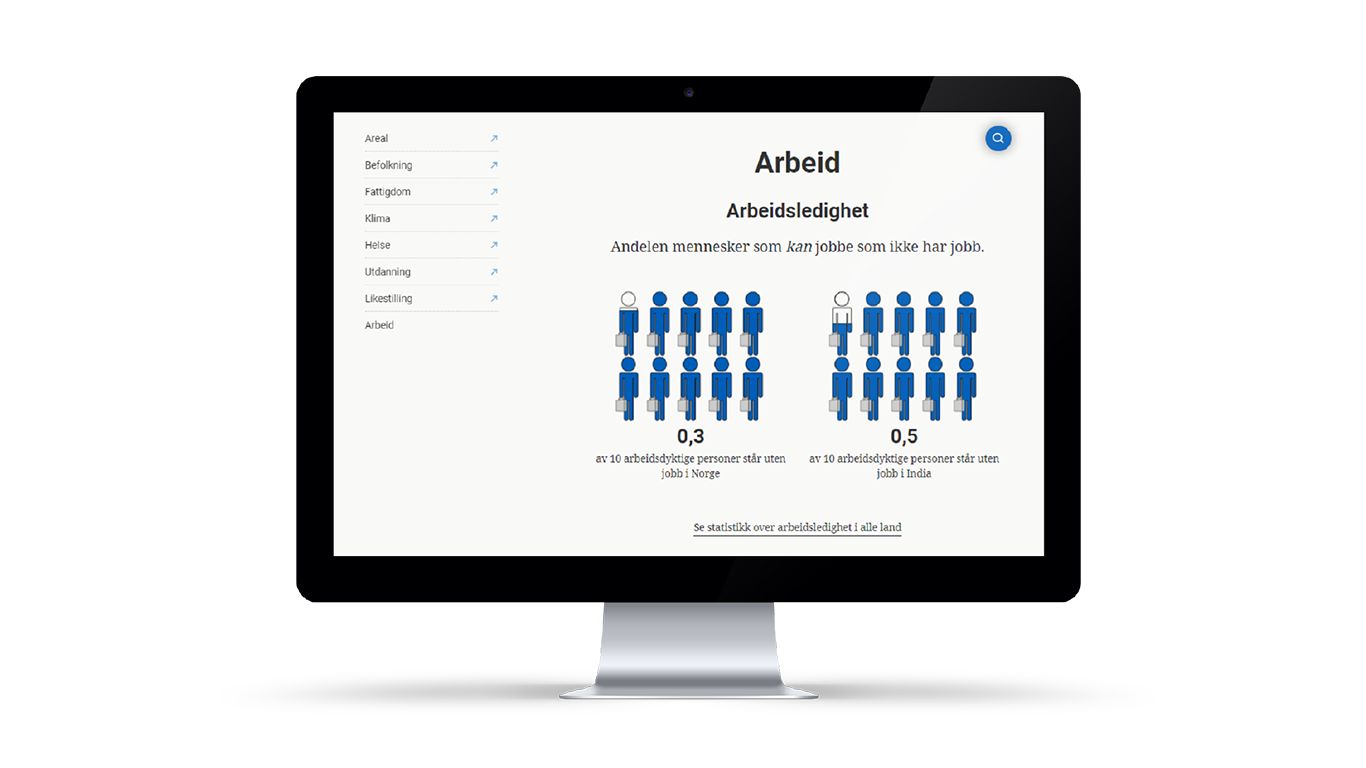 Areal
Befolkning
Fattigdom
Klima
Helse
Utdanning
Likestilling
Arbeid
Arbeid
Arbeidsledighet
Andelen mennesker som kan jobbe som ikke har jobb.
0,3
av 10 arbeidsdyktige personer står uten
jobb i Norge
0,5
av 10 arbeidsdyktige personer står uten
jobb i India
Se statistikk over arbeidsledighet i alle land